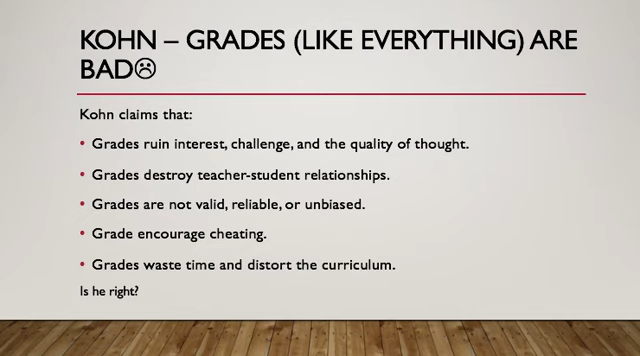 KOHN – GRADES (LIKE EVERYTHING) ARE
BAD☹
Kohn claims that:
• Grades ruin interest, challenge, and the quality of thought.
• Grades destroy teacher-student relationships.
• Grades are not valid, reliable, or unbiased.
• Grade encourage cheating.
• Grades waste time and distort the curriculum.
Is he right?